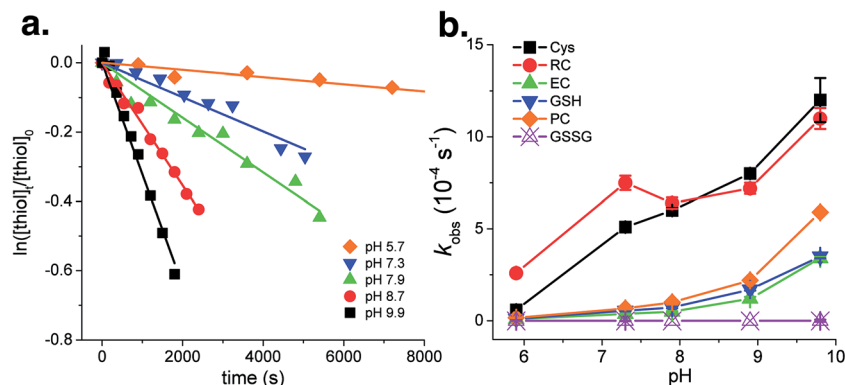 a.
ln([thiol]t/[thiol]0
0.0
-0.2
-0.4
-0.6
-0.8
0 2000 4000 6000 8000
time (s)
pH 5.7
pH 7.3
pH 7.9
pH 8.7
pH 9.9
b.
kobs (10-4 s-1)
15
10
5
0
6 7 8 9 10
pH
Cys
RC
EC
GSH
PC
GSSG